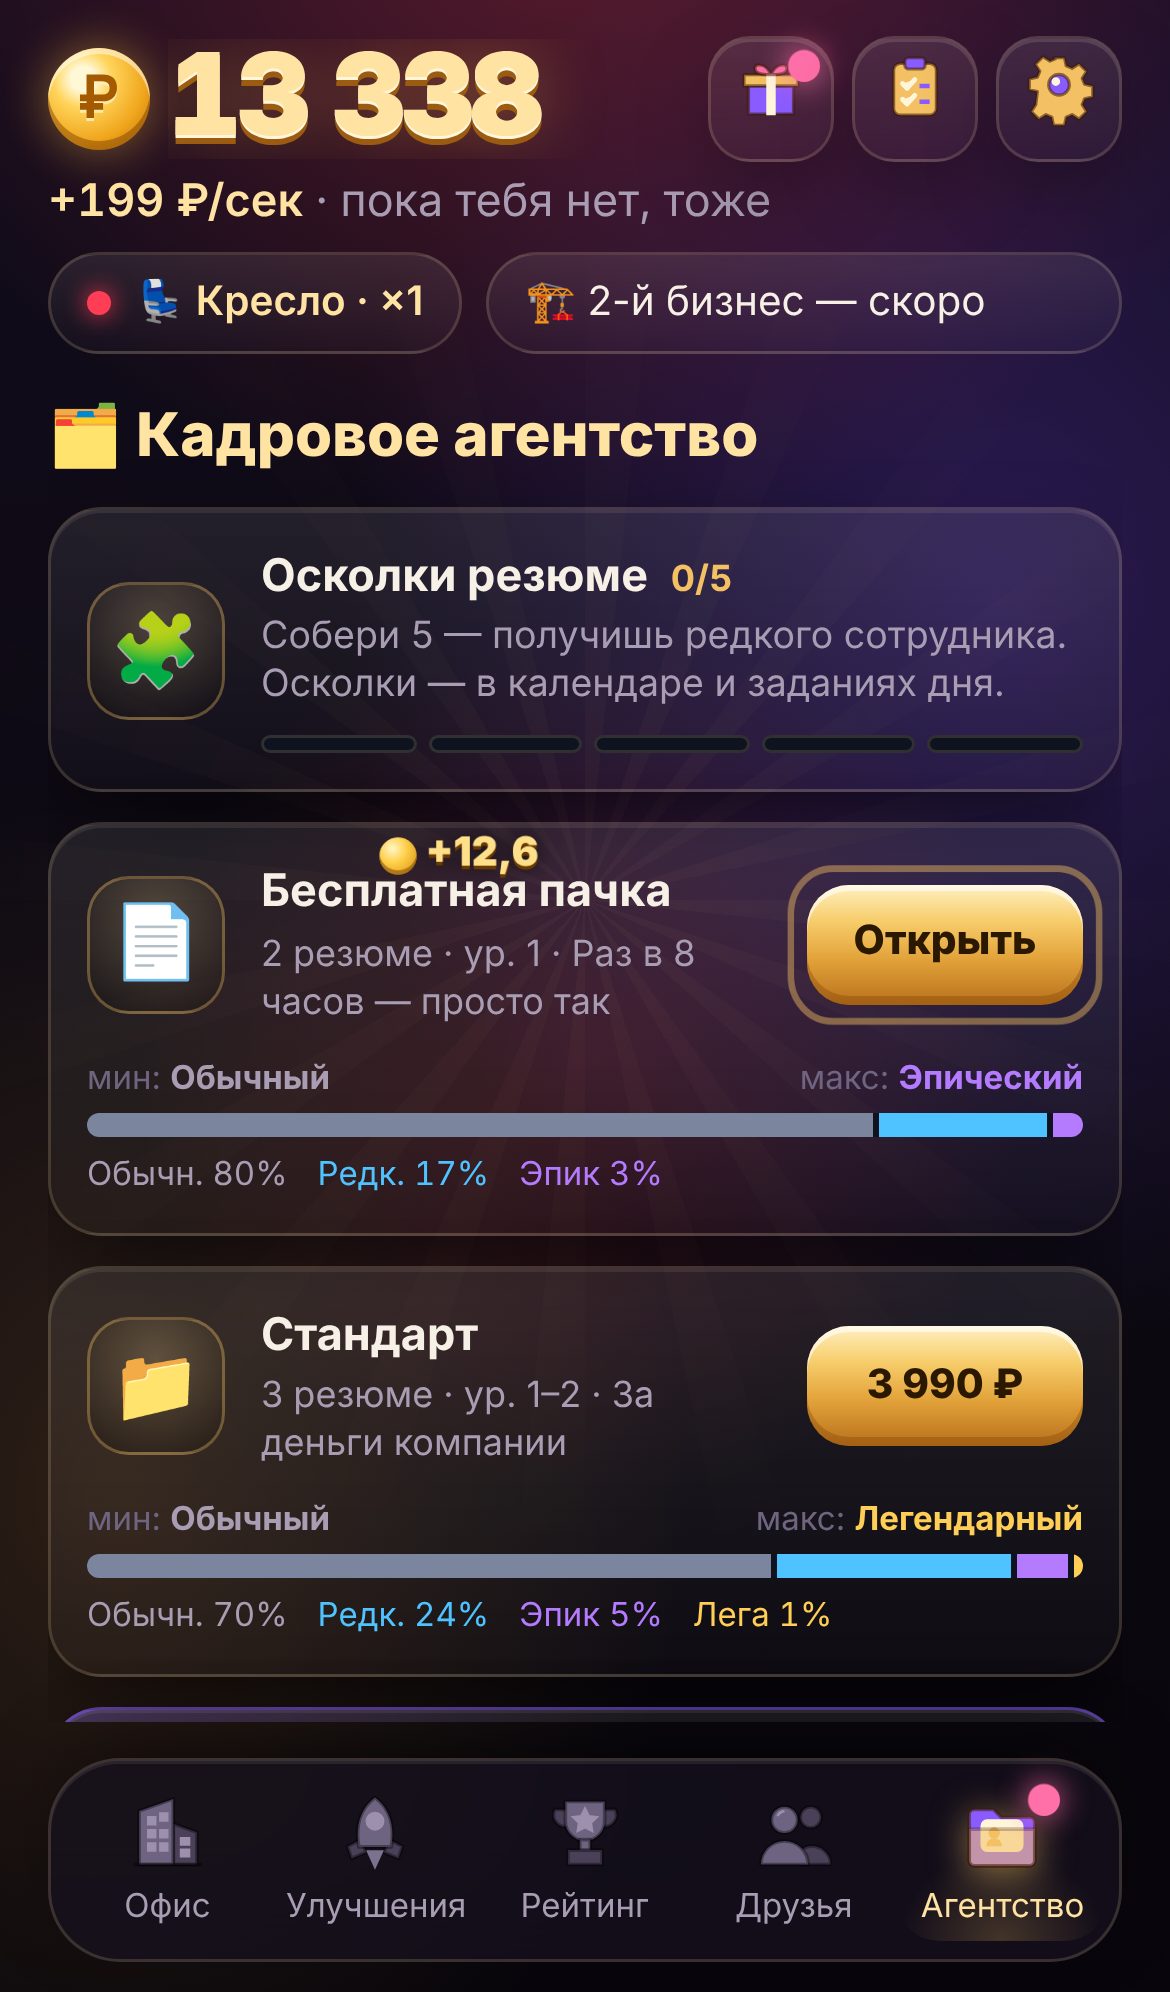 ₽ 13 338
+199 ₽/сек · пока тебя нет, тоже
Кресло · ×1
2-й бизнес — скоро
Кадровое агентство
Осколки резюме 0/5
Собери 5 — получишь редкого сотрудника.
Осколки — в календаре и заданиях дня.
+12,6
Бесплатная пачка
2 резюме · ур. 1 · Раз в 8
часов — просто так
Открыть
мин: Обычный
макс: Эпический
Обычн. 80% Редк. 17% Эпик 3%
Стандарт
3 резюме · ур. 1–2 · За
деньги компании
3 990 ₽
мин: Обычный
макс: Легендарный
Обычн. 70% Редк. 24% Эпик 5% Лега 1%
Офис
Улучшения
Рейтинг
Друзья
Агентство